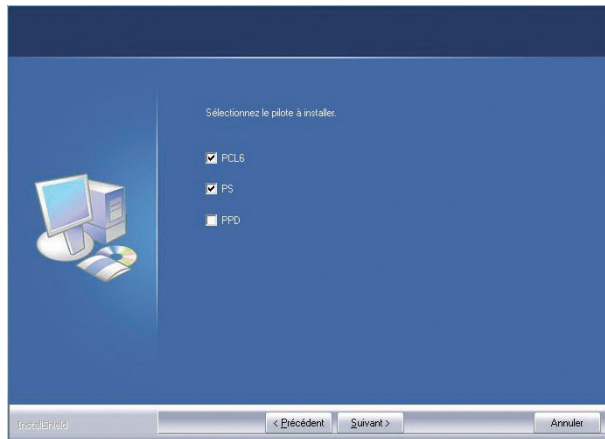 Sélectionnez le pilote à installer.
PCL6
PS
PPD
InstallShield
< Précédent
Suivant >
Annuler